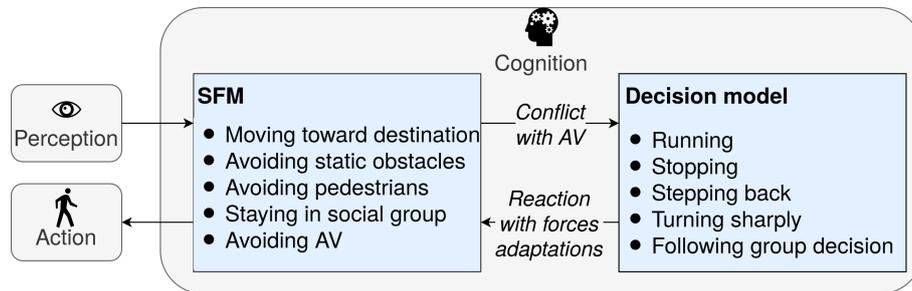 Cognition
Perception
Action
SFM
Moving toward destination
Avoiding static obstacles
Avoiding pedestrians
Staying in social group
Avoiding AV
Conflict
with AV
Reaction
with forces
adaptations
Decision model
Running
Stopping
Stepping back
Turning sharply
Following group decision